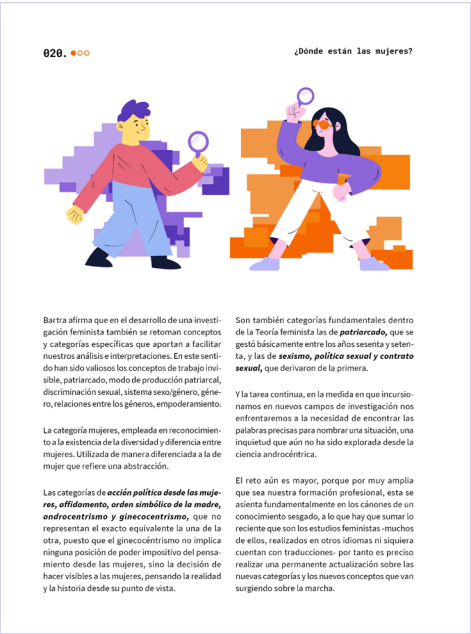 020.
¿Dónde están las mujeres?
Bartra afirma que en el desarrollo de una investi-
gación feminista también se retoman conceptos
y categorías específicas que aportan a facilitar
nuestros análisis e interpretaciones. En este senti-
do han sido valiosos los conceptos de trabajo invi-
sible, patriarcado, modo de producción patriarcal,
discriminación sexual, sistema sexo/género, géne-
ro, relaciones entre los géneros, empoderamiento.
La categoría mujeres, empleada en reconocimien-
to a la existencia de la diversidad y diferencia entre
mujeres. Utilizada de manera diferenciada a la de
mujer que refiere una abstracción.
Las categorías de acción política desde las muje-
res, affidamento, orden simbólico de la madre,
androcentrismo y ginecocentrismo, que no
representan el exacto equivalente la una de la
otra, puesto que el ginecocéntrismo no implica
ninguna posición de poder impositivo del pensa-
miento desde las mujeres, sino la decisión de
hacer visibles a las mujeres, pensando la realidad
y la historia desde su punto de vista.
Son también categorías fundamentales dentro
de la Teoría feminista las de patriarcado, que se
gestó básicamente entre los años sesenta y seten-
ta, y las de sexismo, política sexual y contrato
sexual, que derivaron de la primera.
Y la tarea continua, en la medida en que incursio-
namos en nuevos campos de investigación nos
enfrentaremos a la necesidad de encontrar las
palabras precisas para nombrar una situación, una
inquietud que aún no ha sido explorada desde la
ciencia androcéntrica.
El reto aún es mayor, porque por muy amplia
que sea nuestra formación profesional, esta se
asienta fundamentalmente en los cánones de un
conocimiento sesgado, a lo que hay que sumar lo
reciente que son los estudios feministas -muchos
de ellos, realizados en otros idiomas ni siquiera
cuentan con traducciones- por tanto es preciso
realizar una permanente actualización sobre las
nuevas categorías y los nuevos conceptos que van
surgiendo sobre la marcha.